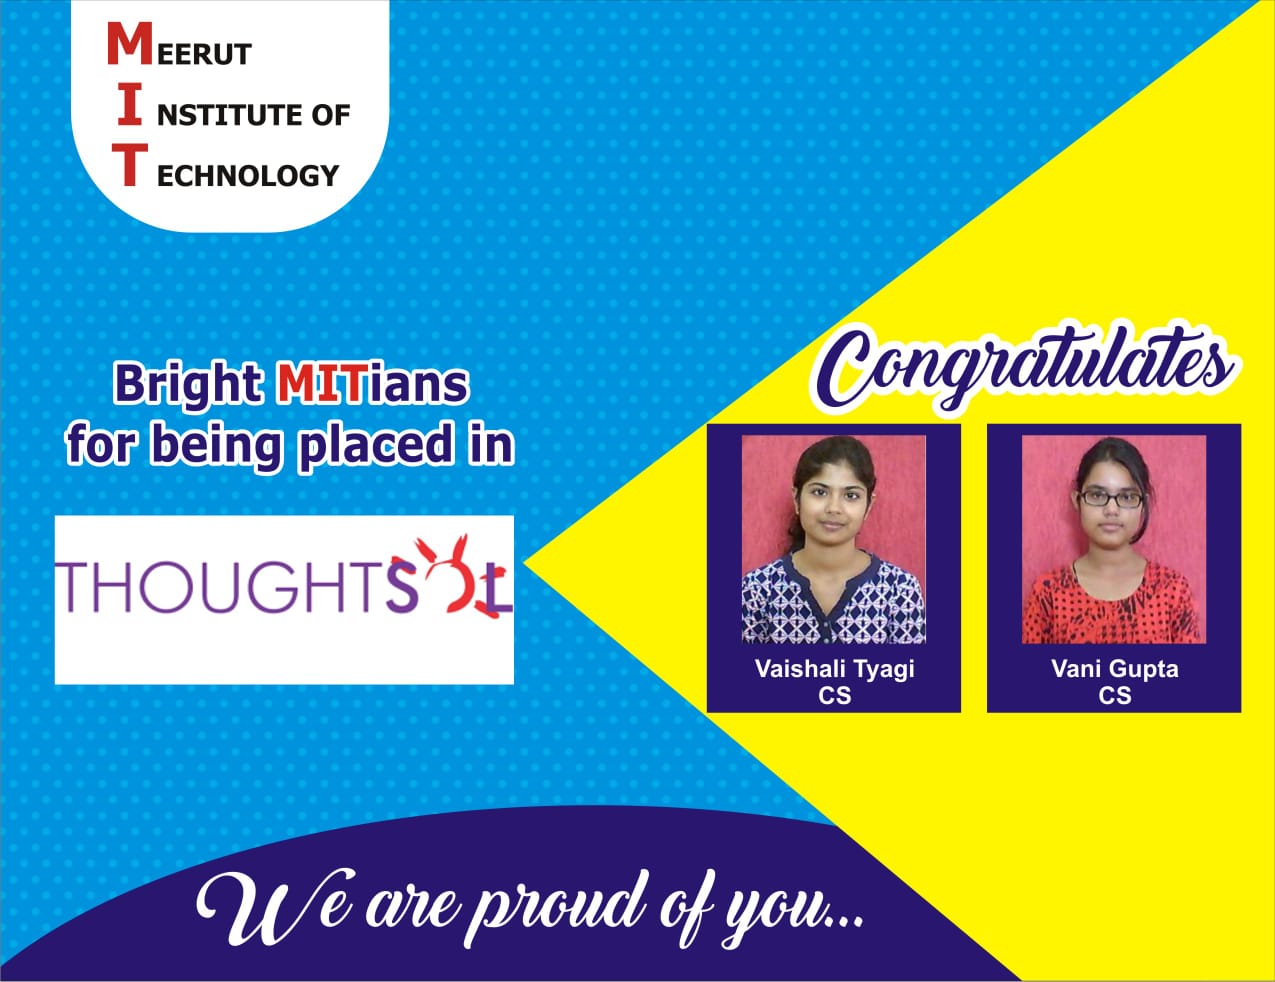 MEERUT
INSTITUTE OF
TECHNOLOGY
Congratulates
Bright MITians
for being placed in
THOUGHTSOL
Vaishali Tyagi
CS
Vani Gupta
CS
We are proud of you...